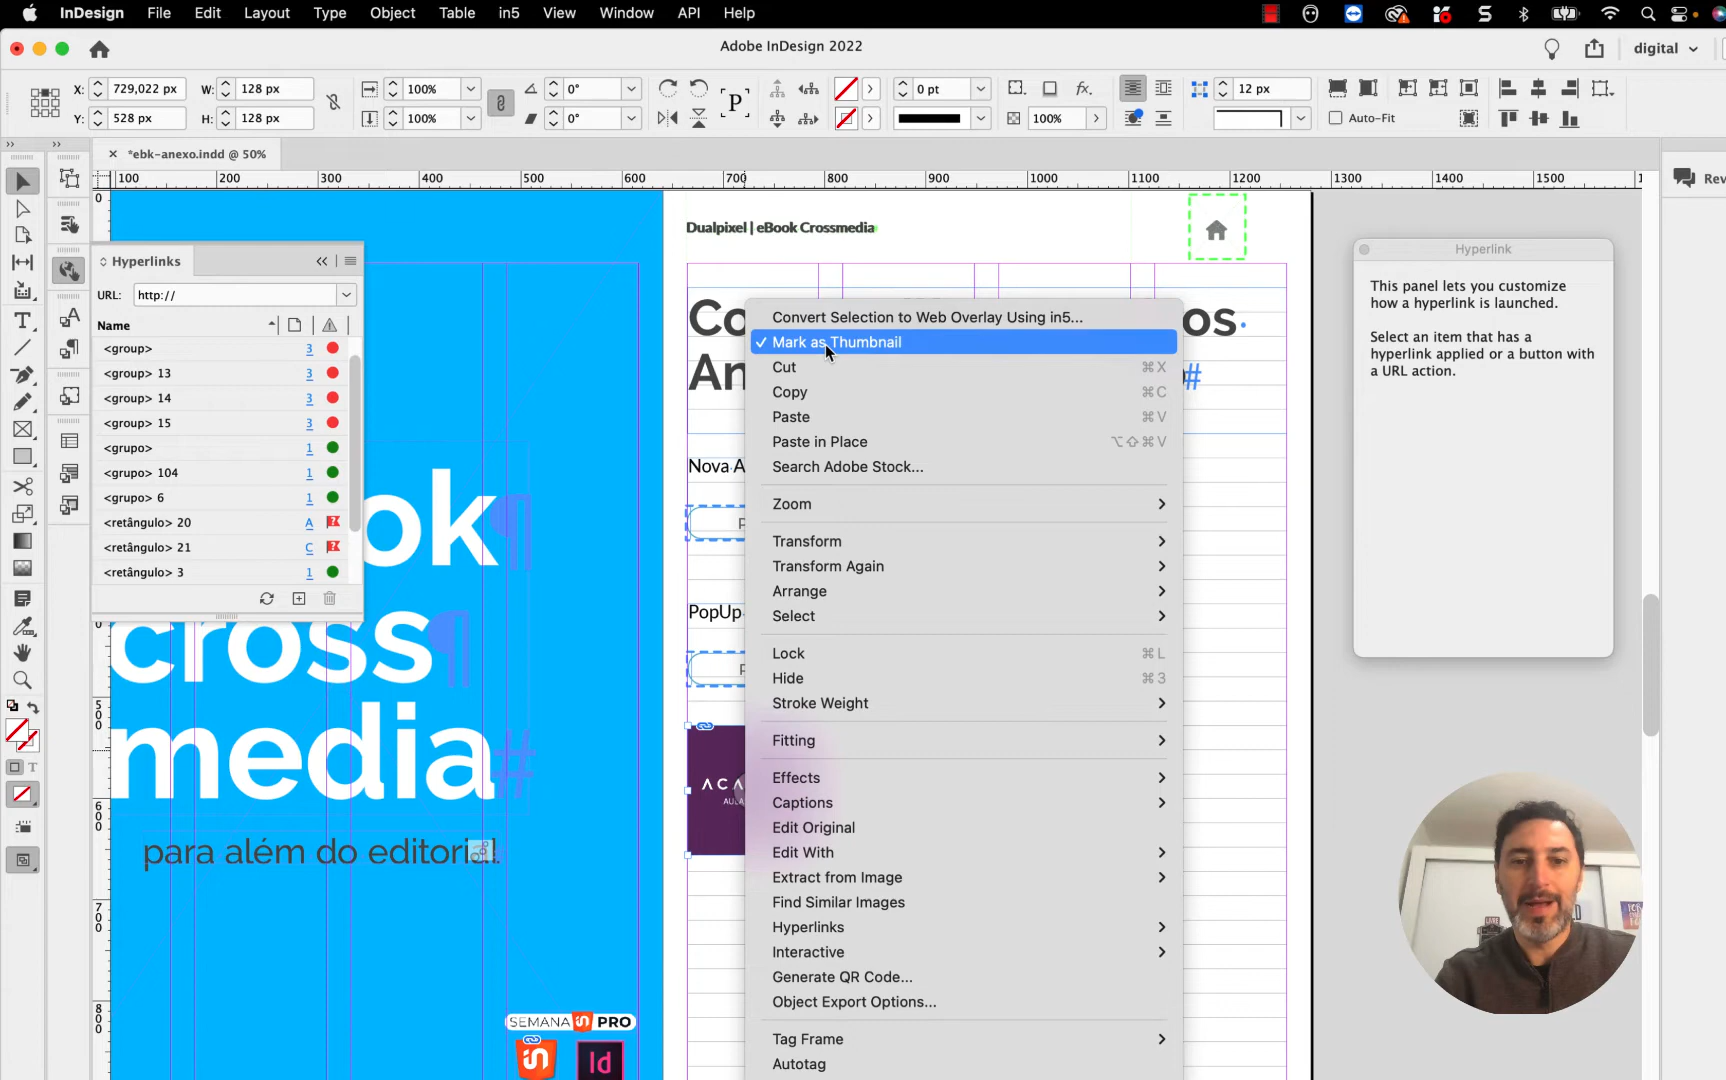 InDesign File Edit Layout Type Object Table in5 View Window API Help
Adobe InDesign 2022
digital
X: 729,022 px W: 128 px 100% 0° 0 pt 12 px
Y: 528 px H: 128 px 100% 0° 100% Auto-Fit
*ebk-anexo.indd @ 50%
100 200 300 400 500 600 700 800 900 1000 1100 1200 1300 1400 1500
Rev
Dualpixel | eBook Crossmedia
Hyperlinks
URL: http://
Name
<group> 3
<group> 13 3
<group> 14 3
<group> 15 3
<grupo> 1
<grupo> 104 1
<grupo> 6 1
<retângulo> 20 A
<retângulo> 21 C
<retângulo> 3 1
ok¶
cross¶
media#
para além do editorial
SEMANA PRO
Id
Co
os
An
#
Nova A
PopUp
ACA
AUL
Convert Selection to Web Overlay Using in5...
✓ Mark as Thumbnail
Cut ⌘X
Copy ⌘C
Paste ⌘V
Paste in Place ⌥⇧⌘V
Search Adobe Stock...
Zoom
Transform
Transform Again
Arrange
Select
Lock ⌘L
Hide ⌘3
Stroke Weight
Fitting
Effects
Captions
Edit Original
Edit With
Extract from Image
Find Similar Images
Hyperlinks
Interactive
Generate QR Code...
Object Export Options...
Tag Frame
Autotag
Hyperlink
This panel lets you customize
how a hyperlink is launched.
Select an item that has a
hyperlink applied or a button with
a URL action.